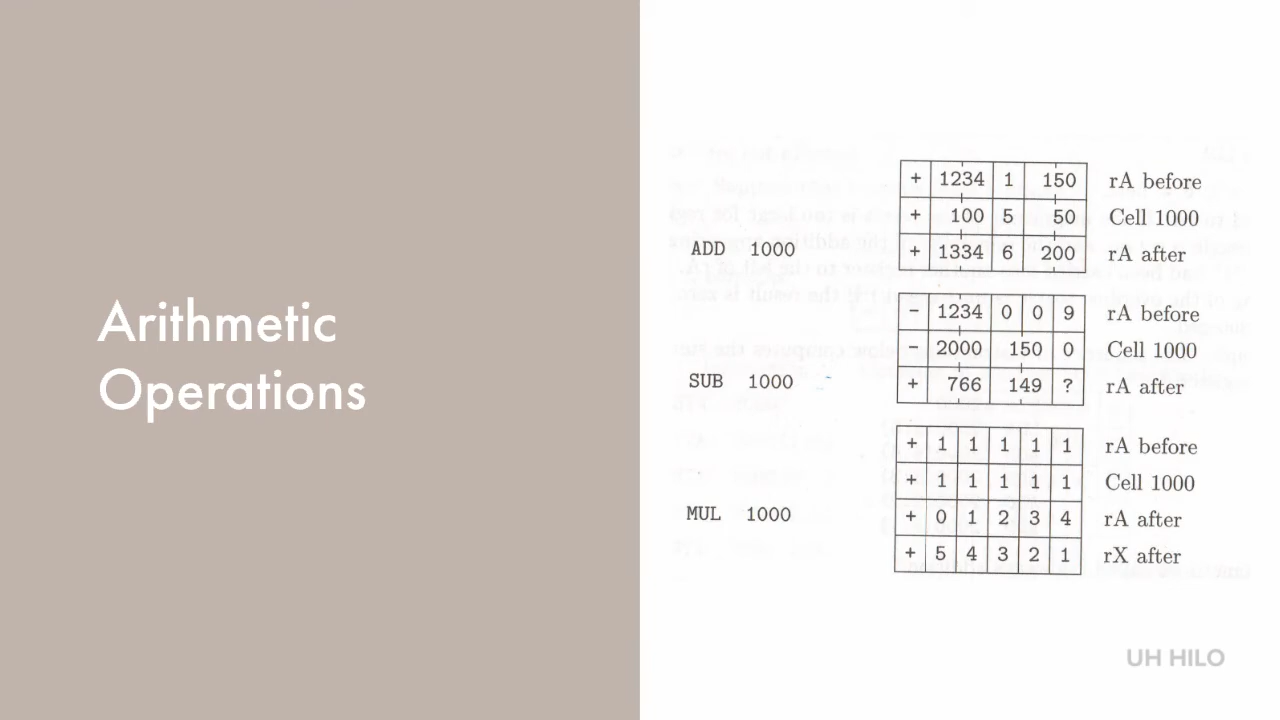 Arithmetic
Operations
+ 1234 1 150 rA before
+ 100 5 50 Cell 1000
ADD 1000 + 1334 6 200 rA after
- 1234 0 0 9 rA before
- 2000 150 0 Cell 1000
SUB 1000 + 766 149 ? rA after
+ 1 1 1 1 1 rA before
+ 1 1 1 1 1 Cell 1000
MUL 1000 + 0 1 2 3 4 rA after
+ 5 4 3 2 1 rX after
UH HILO